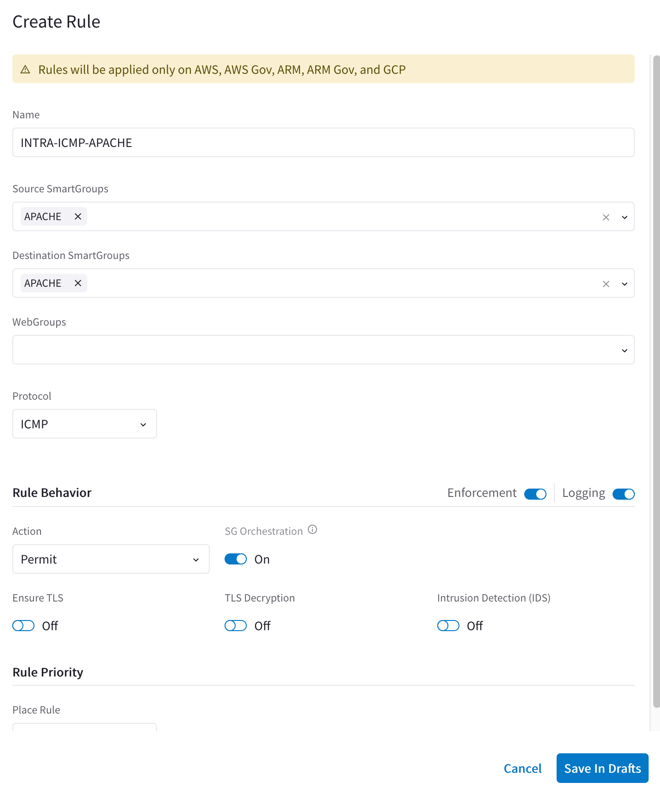 Create Rule
Rules will be applied only on AWS, AWS Gov, ARM, ARM Gov, and GCP
Name
INTRA-ICMP-APACHE
Source SmartGroups
APACHE
Destination SmartGroups
APACHE
WebGroups
Protocol
ICMP
Rule Behavior Enforcement Logging
Action SG Orchestration
Permit On
Ensure TLS TLS Decryption Intrusion Detection (IDS)
Off Off Off
Rule Priority
Place Rule
Cancel Save In Drafts